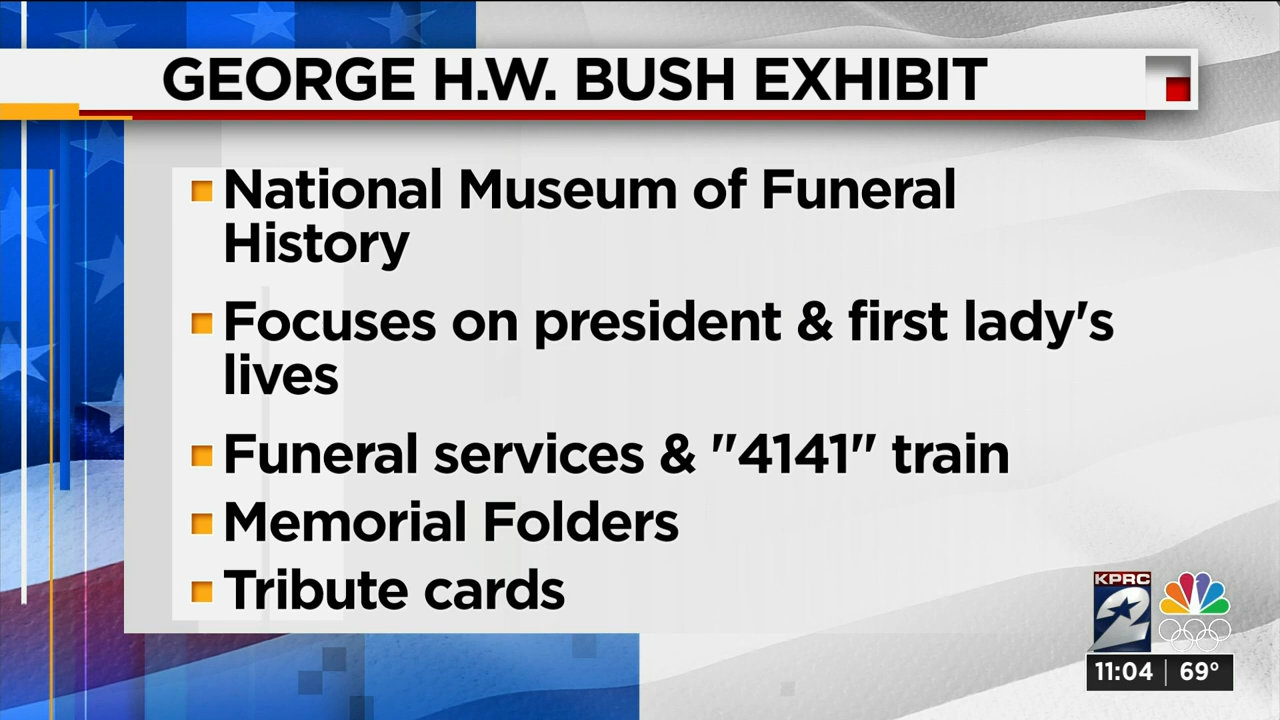 GEORGE H.W. BUSH EXHIBIT
National Museum of Funeral
History
Focuses on president & first lady's
lives
Funeral services & "4141" train
Memorial Folders
Tribute cards
KPRC
2
11:04 69°